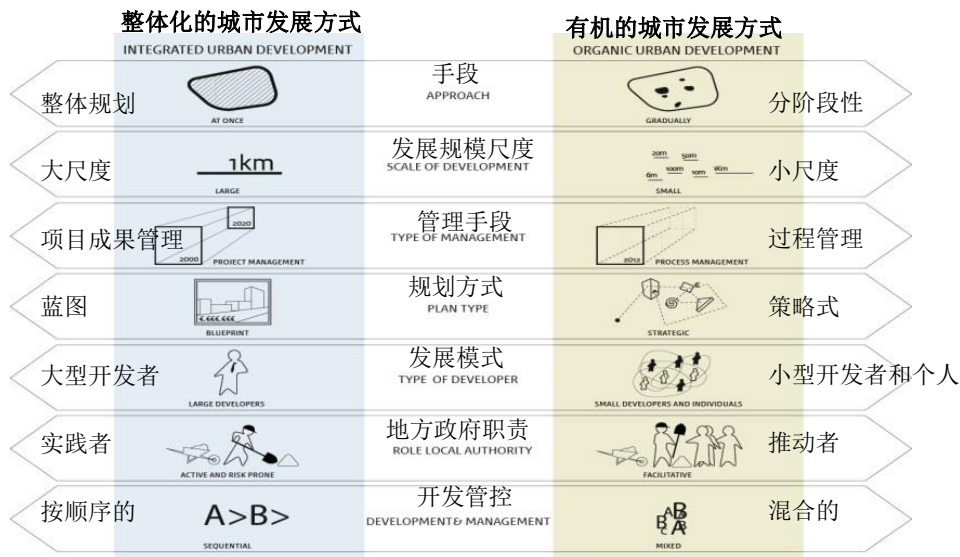 整体化的城市发展方式
INTEGRATED URBAN DEVELOPMENT
有机的城市发展方式
ORGANIC URBAN DEVELOPMENT
整体规划
AT ONCE
手段
APPROACH
GRADUALLY
分阶段性
大尺度
1km
LARGE
发展规模尺度
SCALE OF DEVELOPMENT
20m 50m
6m 100m 10m 1Km
SMALL
小尺度
项目成果管理
2020
2000
PROJECT MANAGEMENT
管理手段
TYPE OF MANAGEMENT
2012
PROCESS MANAGEMENT
过程管理
蓝图
€ €€€ €€€
BLUEPRINT
规划方式
PLAN TYPE
STRATEGIC
策略式
大型开发者
LARGE DEVELOPERS
发展模式
TYPE OF DEVELOPER
SMALL DEVELOPERS AND INDIVIDUALS
小型开发者和个人
实践者
ACTIVE AND RISK PRONE
地方政府职责
ROLE LOCAL AUTHORITY
FACILITATIVE
推动者
按顺序的
A>B>
SEQUENTIAL
开发管控
DEVELOPMENT& MANAGEMENT
MIXED
混合的